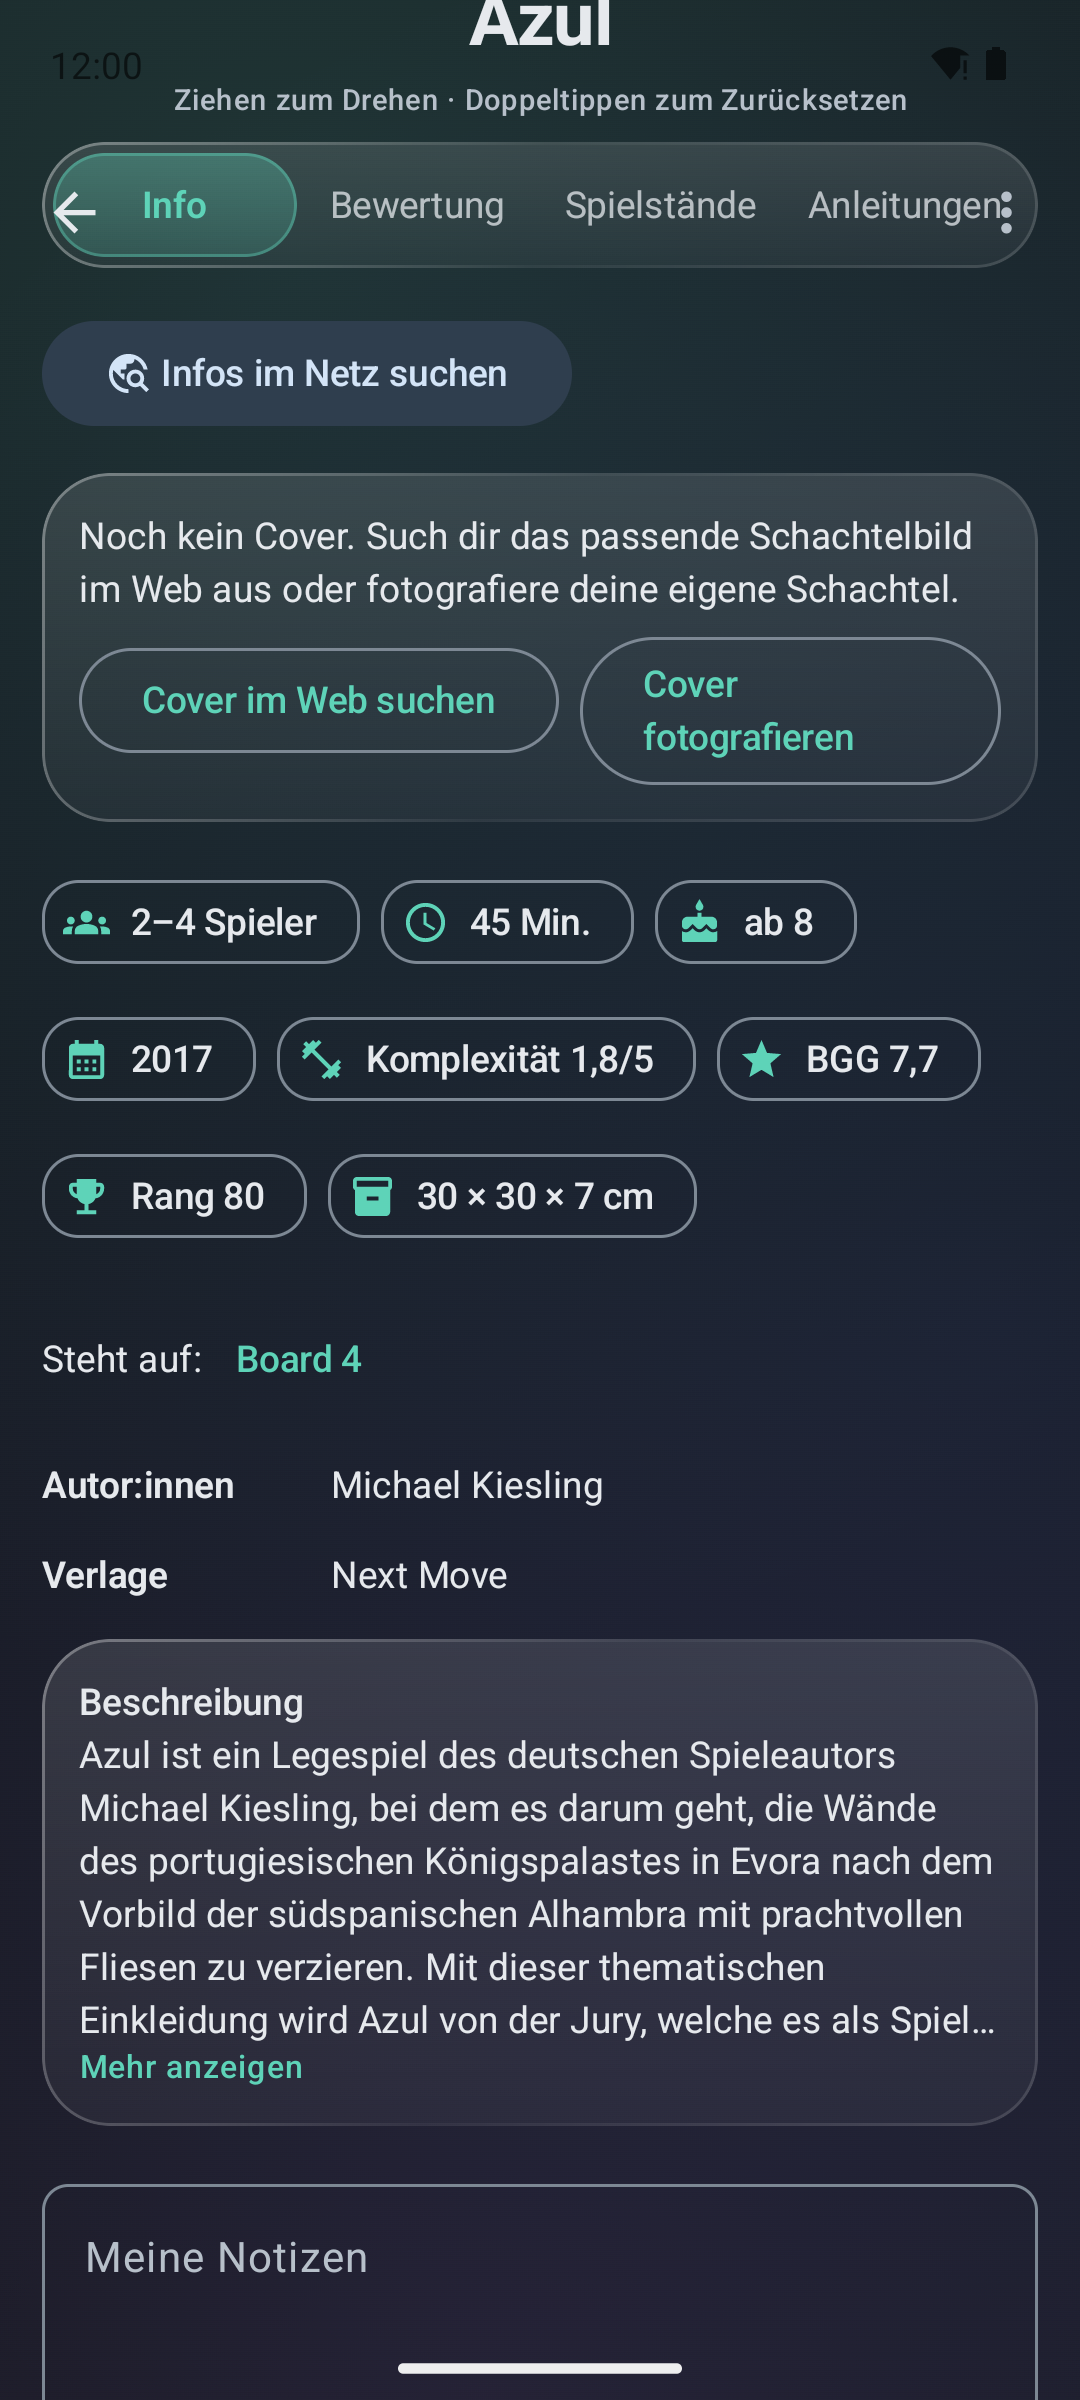 Azul
12:00
Ziehen zum Drehen · Doppeltippen zum Zurücksetzen
Info Bewertung Spielstände Anleitungen
Infos im Netz suchen
Noch kein Cover. Such dir das passende Schachtelbild
im Web aus oder fotografiere deine eigene Schachtel.
Cover im Web suchen
Cover
fotografieren
2–4 Spieler 45 Min. ab 8
2017 Komplexität 1,8/5 BGG 7,7
Rang 80 30 × 30 × 7 cm
Steht auf: Board 4
Autor:innen Michael Kiesling
Verlage Next Move
Beschreibung
Azul ist ein Legespiel des deutschen Spieleautors
Michael Kiesling, bei dem es darum geht, die Wände
des portugiesischen Königspalastes in Evora nach dem
Vorbild der südspanischen Alhambra mit prachtvollen
Fliesen zu verzieren. Mit dieser thematischen
Einkleidung wird Azul von der Jury, welche es als Spiel…
Mehr anzeigen
Meine Notizen